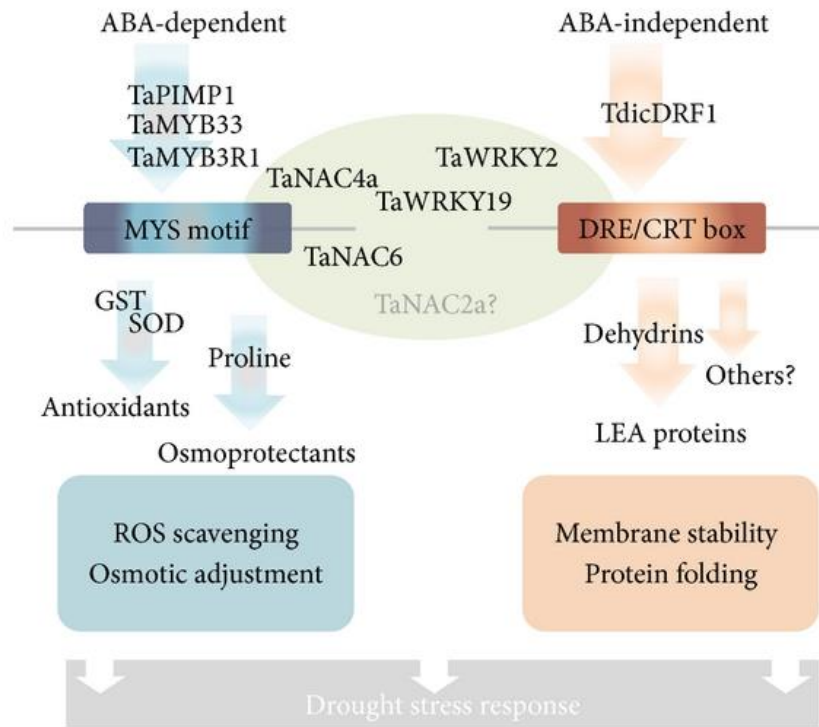 ABA-dependent
ABA-independent
TaPIMP1
TaMYB33
TaMYB3R1
TdicDRF1
TaWRKY2
TaNAC4a
TaWRKY19
MYS motif
DRE/CRT box
TaNAC6
TaNAC2a?
GST
SOD
Proline
Dehydrins
Others?
Antioxidants
Osmoprotectants
LEA proteins
ROS scavenging
Osmotic adjustment
Membrane stability
Protein folding
Drought stress response